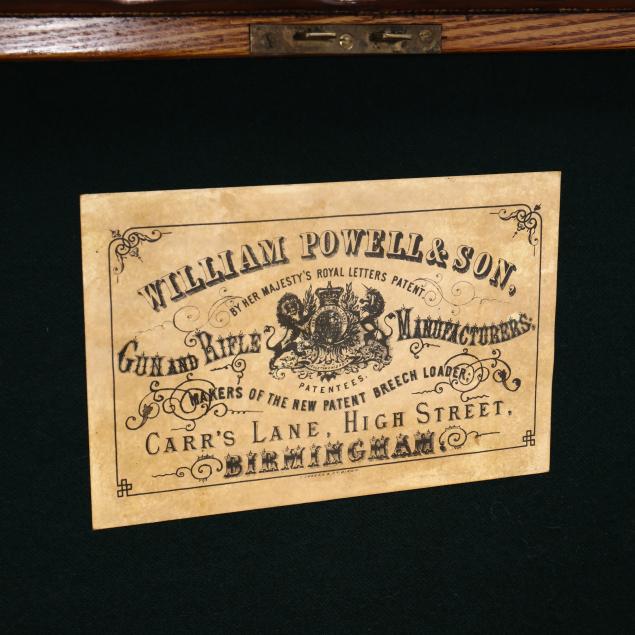 WILLIAM POWELL & SON,
BY HER MAJESTY'S ROYAL LETTERS PATENT.
GUN AND RIFLE MANUFACTURERS.
PATENTEES.
MAKERS OF THE NEW PATENT BREECH LOADER,
CARR'S LANE, HIGH STREET,
BIRMINGHAM.